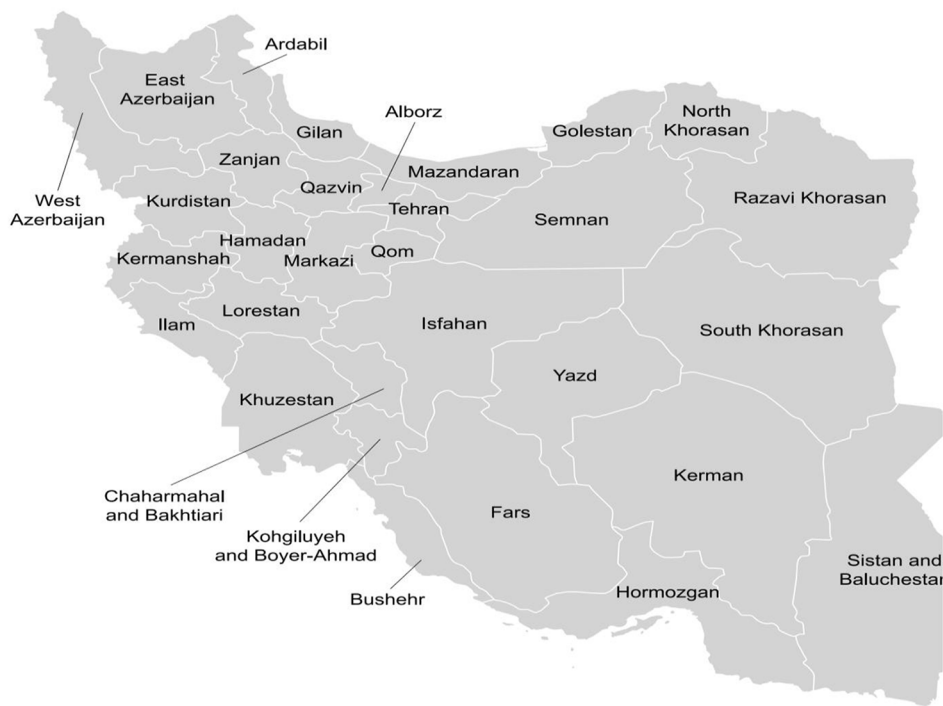 Ardabil
East
Azerbaijan
Alborz
North
Khorasan
Gilan
Golestan
Zanjan
Mazandaran
Qazvin
West
Azerbaijan
Kurdistan
Razavi Khorasan
Tehran
Semnan
Hamadan
Qom
Kermanshah
Markazi
Lorestan
Ilam
Isfahan
South Khorasan
Yazd
Khuzestan
Kerman
Chaharmahal
and Bakhtiari
Fars
Kohgiluyeh
and Boyer-Ahmad
Sistan and
Baluchestan
Hormozgan
Bushehr